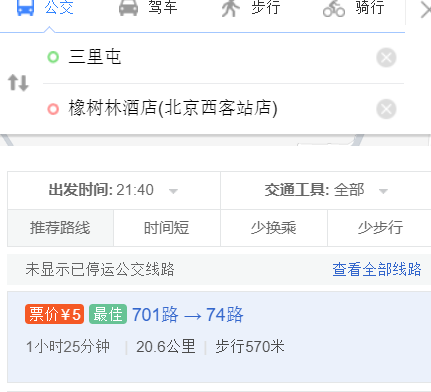 公交 驾车 步行 骑行
三里屯
橡树林酒店(北京西客站店)
出发时间: 21:40 交通工具: 全部
推荐路线 时间短 少换乘 少步行
未显示已停运公交线路 查看全部线路
票价¥5 最佳 701路 → 74路
1小时25分钟 | 20.6公里 | 步行570米